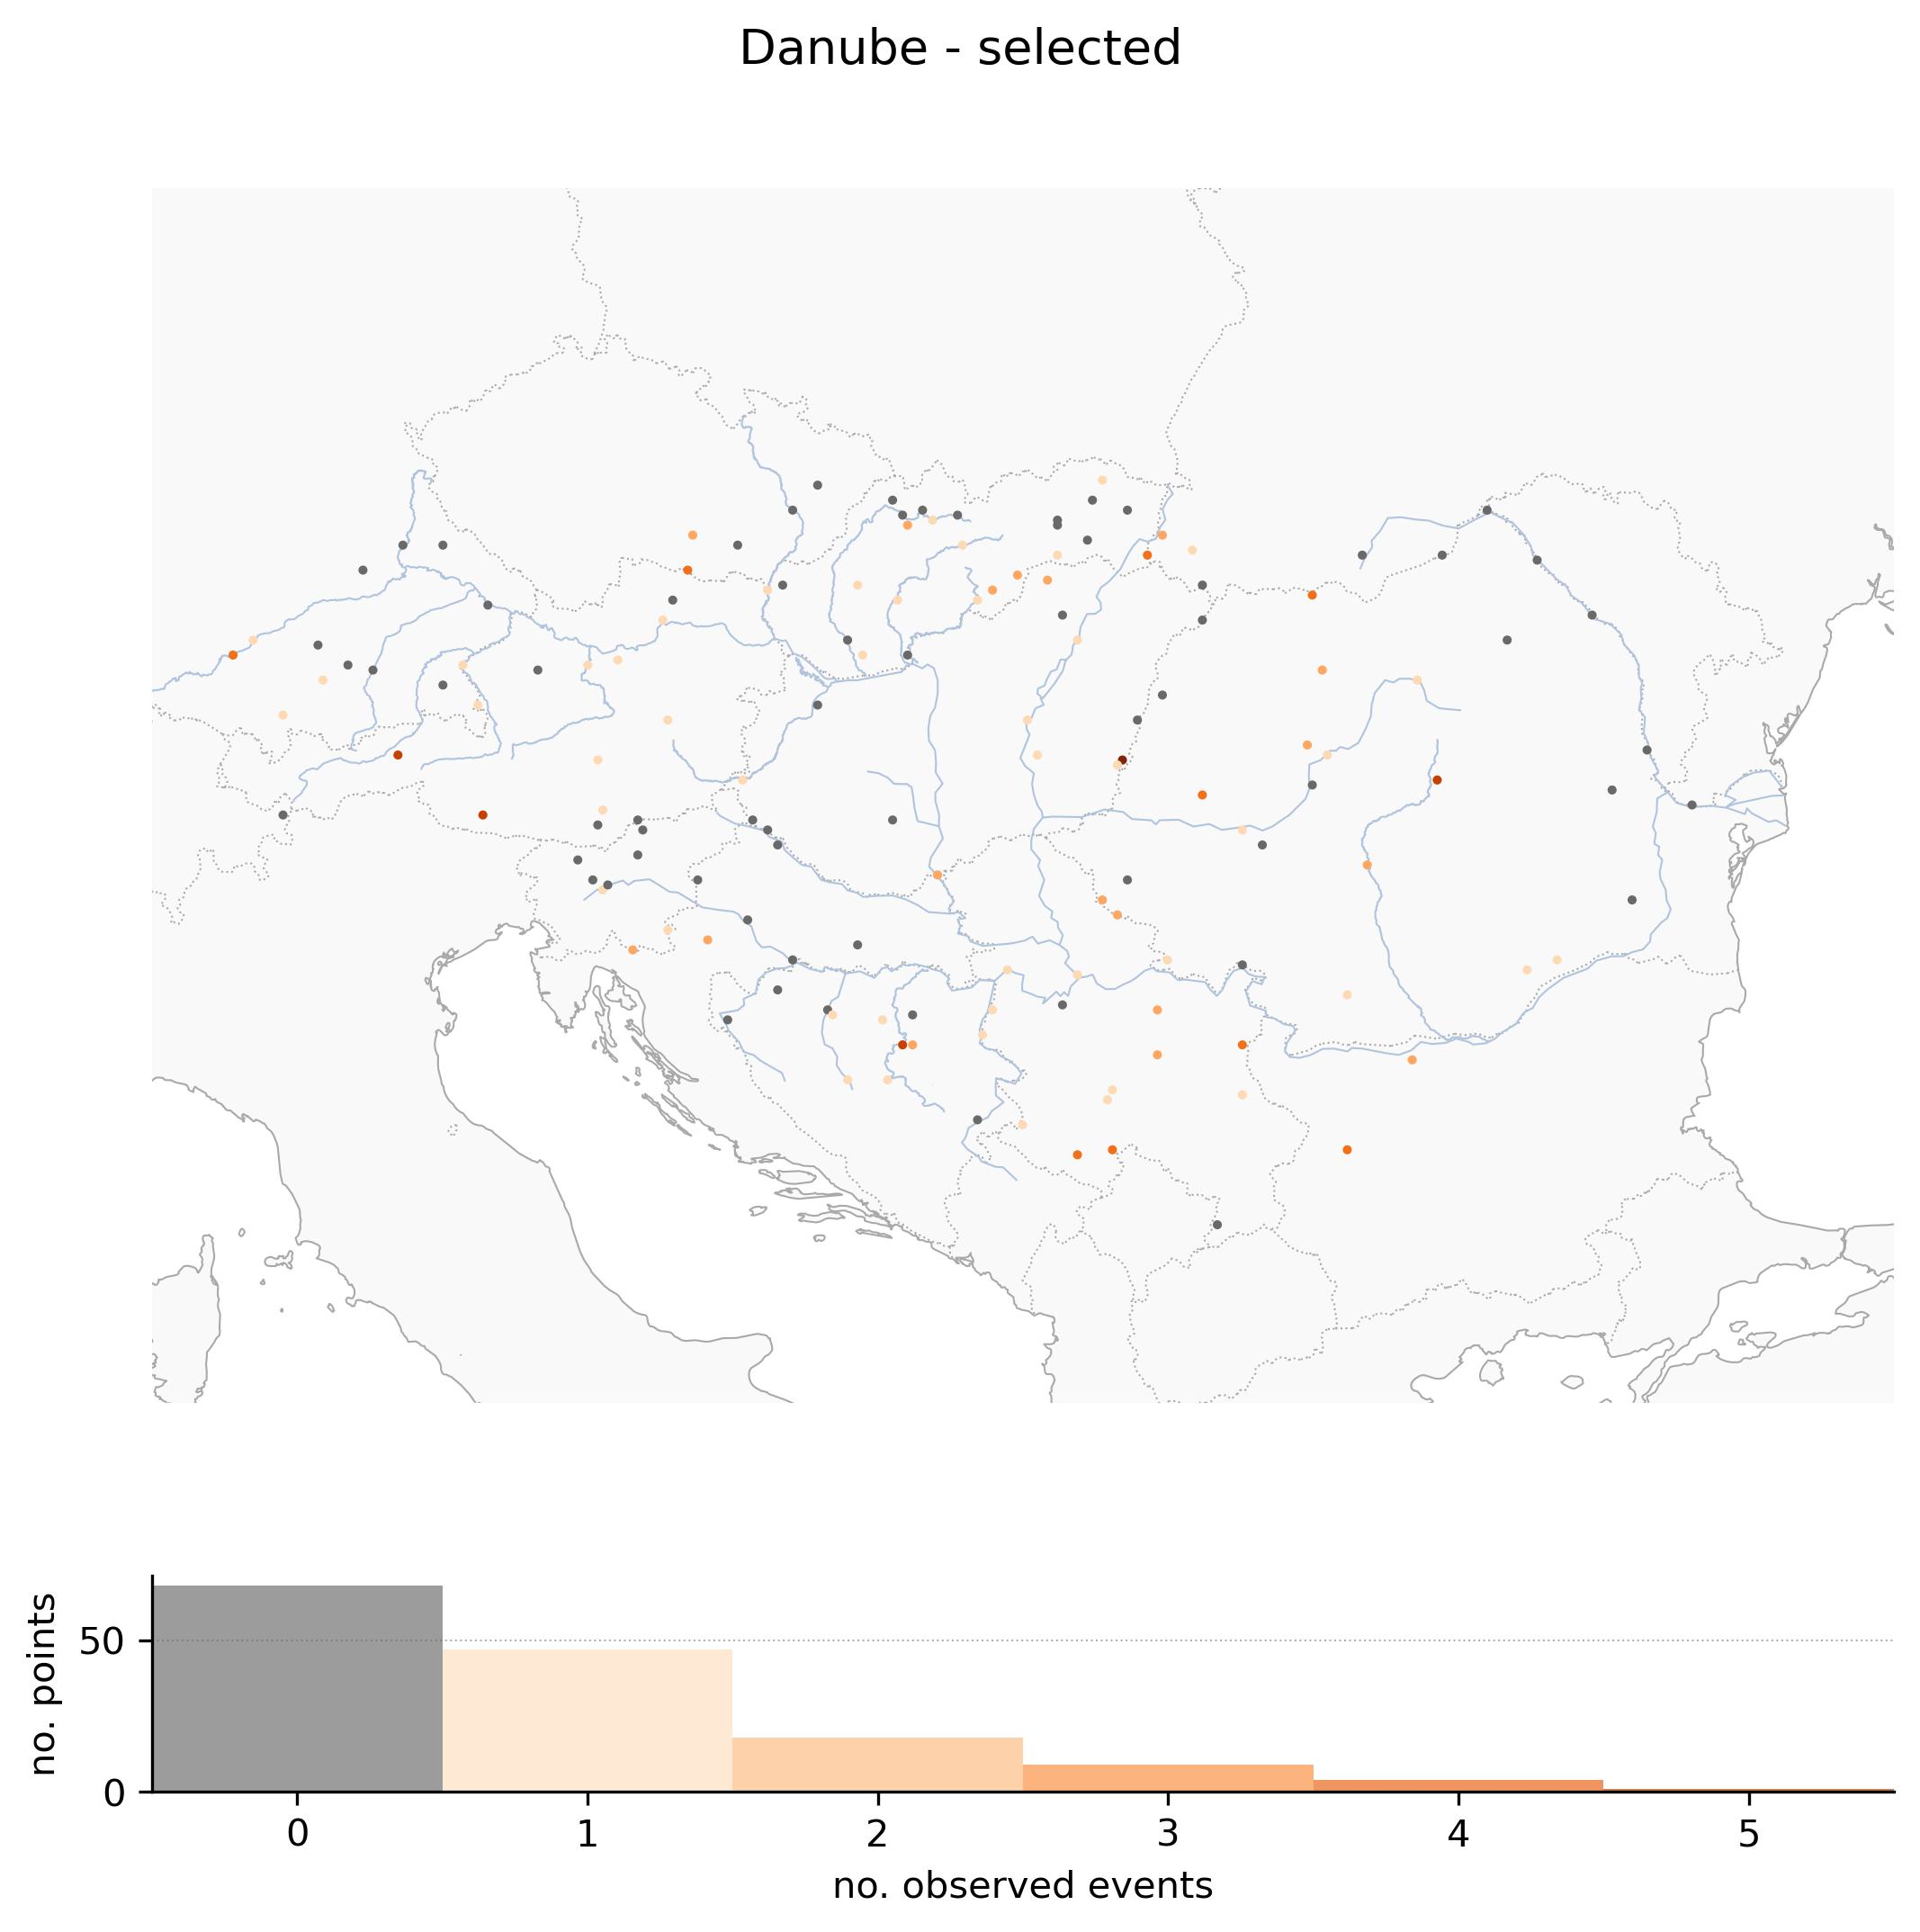 Danube - selected
no. points
50
0
0 1 2 3 4 5
no. observed events